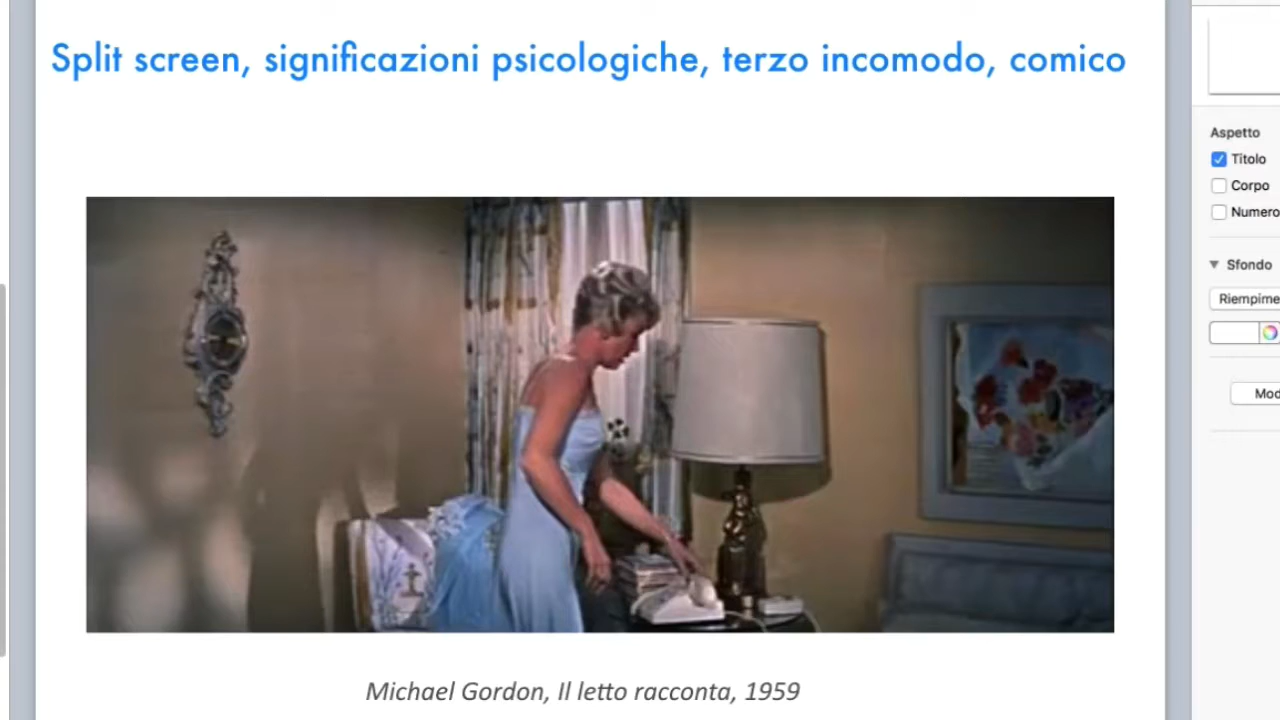 Split screen, significazioni psicologiche, terzo incomodo, comico
Aspetto
Titolo
Corpo
Numero
Sfondo
Michael Gordon, Il letto racconta, 1959